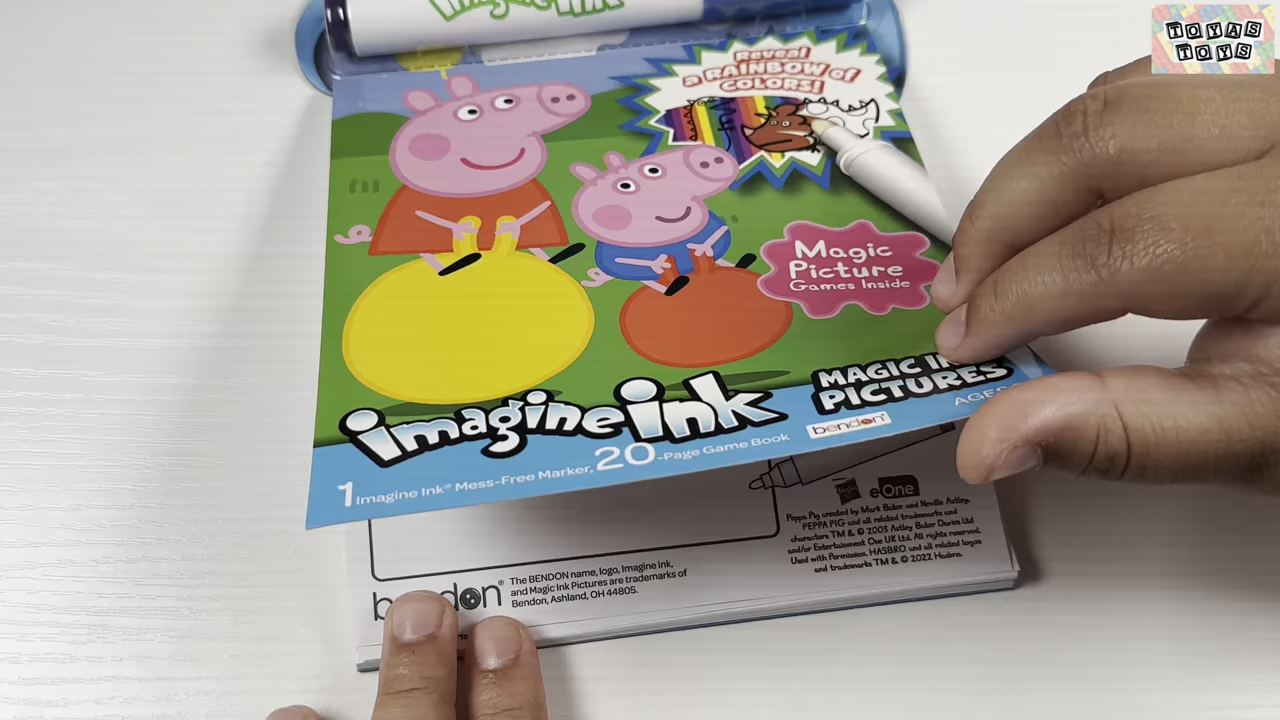 imagine ink
TOYAS
TOYS
Reveal
a RAINBOW of
COLORS!
Magic
Picture
Games Inside
imagine ink
MAGIC
PICTURES
bendon
1 Imagine Ink® Mess-Free Marker, 20-Page Game Book
eOne
Peppa Pig created by Mark Baker and Neville Astley.
PEPPA PIG and all related trademarks and
characters TM & © 2003 Astley Baker Davies Ltd
and/or Entertainment One UK Ltd. All rights reserved.
Used with Permission. HASBRO and all related logos
and trademarks TM & © 2022 Hasbro.
The BENDON name, logo, Imagine Ink,
and Magic Ink Pictures are trademarks of
Bendon, Ashland, OH 44805.